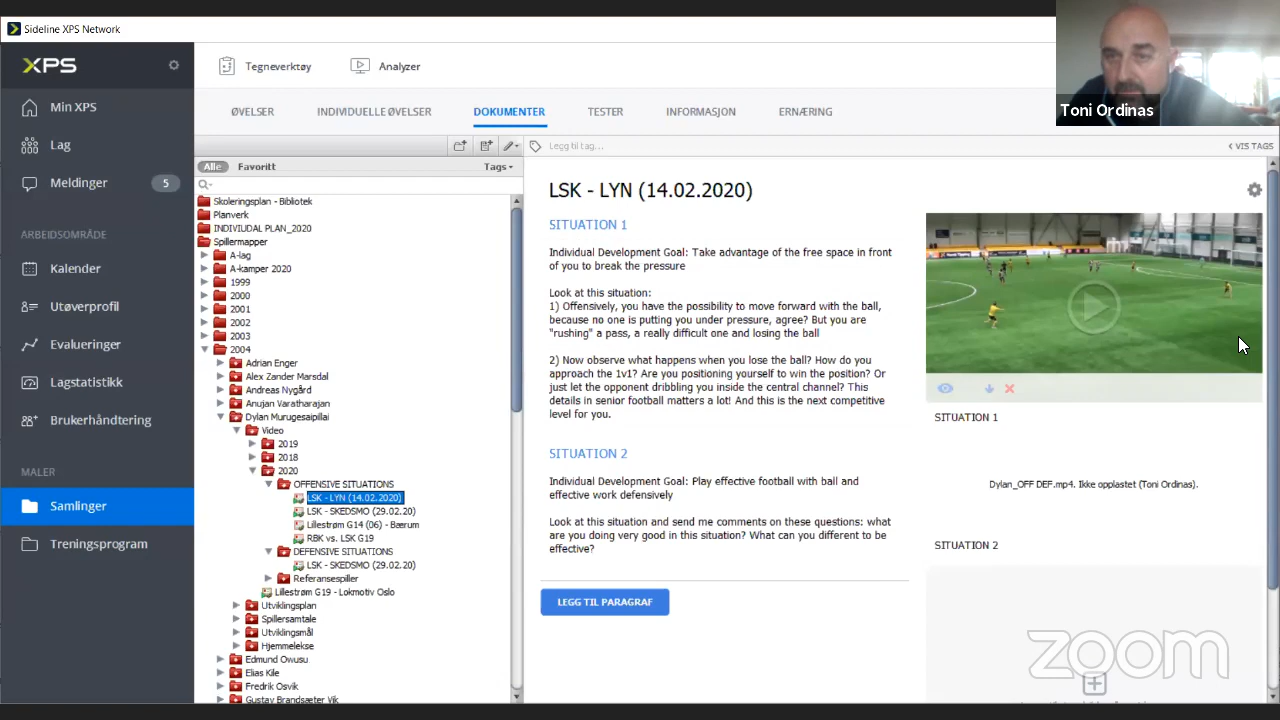 Sideline XPS Network
XPS
Tegneverktøy
Analyzer
Toni Ordinas
Min XPS
Lag
Meldinger
5
ARBEIDSOMRÅDE
Kalender
Utøverprofil
Evalueringer
Lagstatistikk
Brukerhåndtering
MALER
Samlinger
Treningsprogram
ØVELSER
INDIVIDUELLE ØVELSER
DOKUMENTER
TESTER
INFORMASJON
ERNÆRING
Legg til tag...
VIS TAGS
Alle
Favoritt
Tags
Skoleringsplan - Bibliotek
Planverk
INDIVIUDAL PLAN_2020
Spillermapper
A-lag
A-kamper 2020
1999
2000
2001
2002
2003
2004
Adrian Enger
Alex Zander Marsdal
Andreas Nygård
Anujan Varatharajan
Dylan Murugesaipillai
Video
2019
2018
2020
OFFENSIVE SITUATIONS
LSK - LYN (14.02.2020)
LSK - SKEDSMO (29.02.20)
Lillestrøm G14 (06) - Bærum
RBK vs. LSK G19
DEFENSIVE SITUATIONS
LSK - SKEDSMO (29.02.20)
Referansespiller
Lillestrøm G19 - Lokmotiv Oslo
Utviklingsplan
Spillersamtale
Utviklingsmål
Hjemmelekse
Edmund Owusu
Elias Kile
Fredrik Osvik
Gustav Brandsæter Vik
LSK - LYN (14.02.2020)
SITUATION 1
Individual Development Goal: Take advantage of the free space in front
of you to break the pressure
Look at this situation:
1) Offensively, you have the possibility to move forward with the ball,
because no one is putting you under pressure, agree? But you are
"rushing" a pass, a really difficult one and losing the ball
2) Now observe what happens when you lose the ball? How do you
approach the 1v1? Are you positioning yourself to win the position? Or
just let the opponent dribbling you inside the central channel? This
details in senior football matters a lot! And this is the next competitive
level for you.
SITUATION 2
Individual Development Goal: Play effective football with ball and
effective work defensively
Look at this situation and send me comments on these questions: what
are you doing very good in this situation? What can you different to be
effective?
LEGG TIL PARAGRAF
SITUATION 1
Dylan_OFF DEF.mp4. Ikke opplastet (Toni Ordinas).
SITUATION 2
zoom